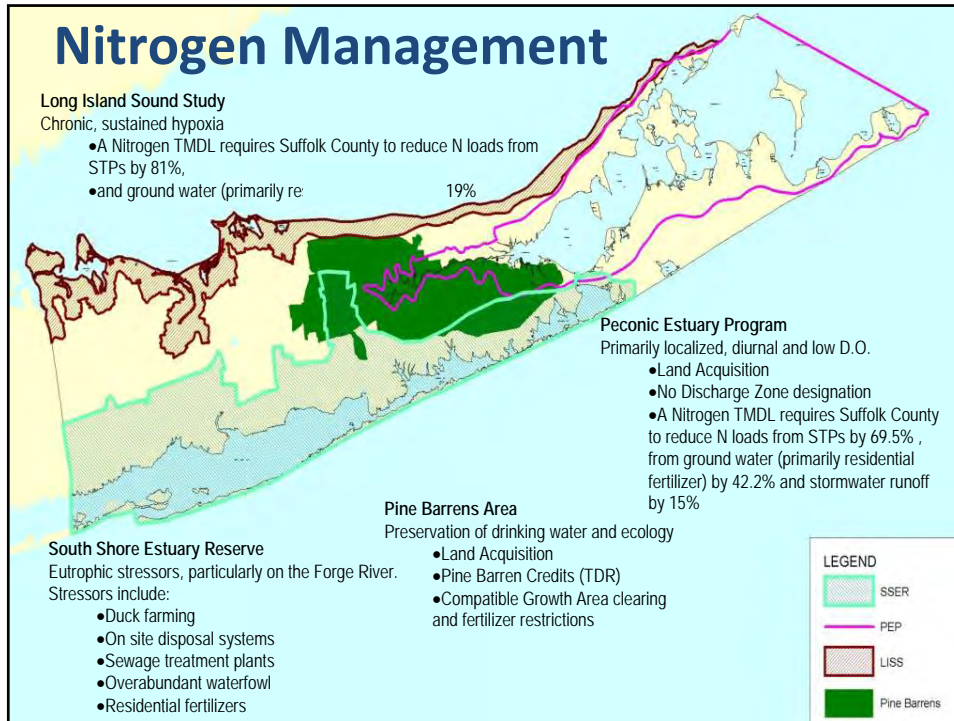 Nitrogen Management
Long Island Sound Study
Chronic, sustained hypoxia
•A Nitrogen TMDL requires Suffolk County to reduce N loads from
STPs by 81%,
•and ground water (primarily res 19%
Peconic Estuary Program
Primarily localized, diurnal and low D.O.
•Land Acquisition
•No Discharge Zone designation
•A Nitrogen TMDL requires Suffolk County
to reduce N loads from STPs by 69.5% ,
from ground water (primarily residential
fertilizer) by 42.2% and stormwater runoff
by 15%
Pine Barrens Area
Preservation of drinking water and ecology
•Land Acquisition
•Pine Barren Credits (TDR)
•Compatible Growth Area clearing
and fertilizer restrictions
South Shore Estuary Reserve
Eutrophic stressors, particularly on the Forge River.
Stressors include:
•Duck farming
•On site disposal systems
•Sewage treatment plants
•Overabundant waterfowl
•Residential fertilizers
LEGEND
SSER
PEP
LISS
Pine Barrens